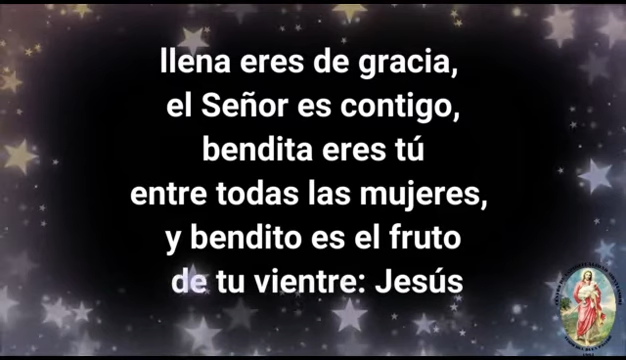 llena eres de gracia,
el Señor es contigo,
bendita eres tú
entre todas las mujeres,
y bendito es el fruto
de tu vientre: Jesús